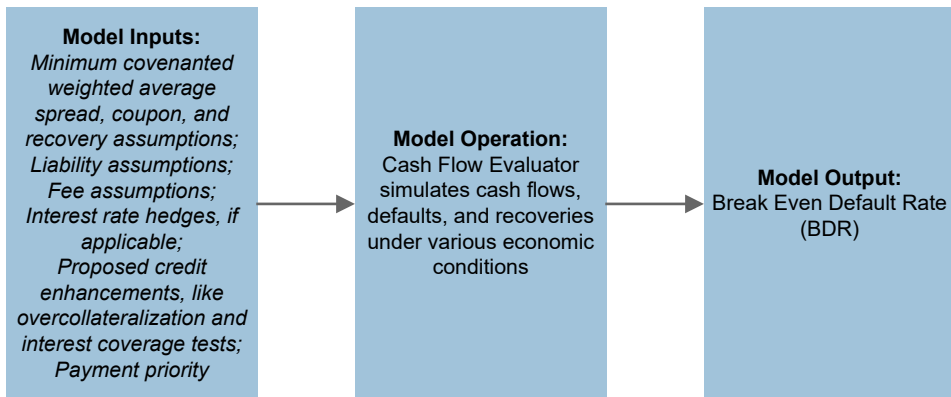 Model Inputs:
Minimum covenanted
weighted average
spread, coupon, and
recovery assumptions;
Liability assumptions;
Fee assumptions;
Interest rate hedges, if
applicable;
Proposed credit
enhancements, like
overcollateralization and
interest coverage tests;
Payment priority
Model Operation:
Cash Flow Evaluator
simulates cash flows,
defaults, and recoveries
under various economic
conditions
Model Output:
Break Even Default Rate
(BDR)